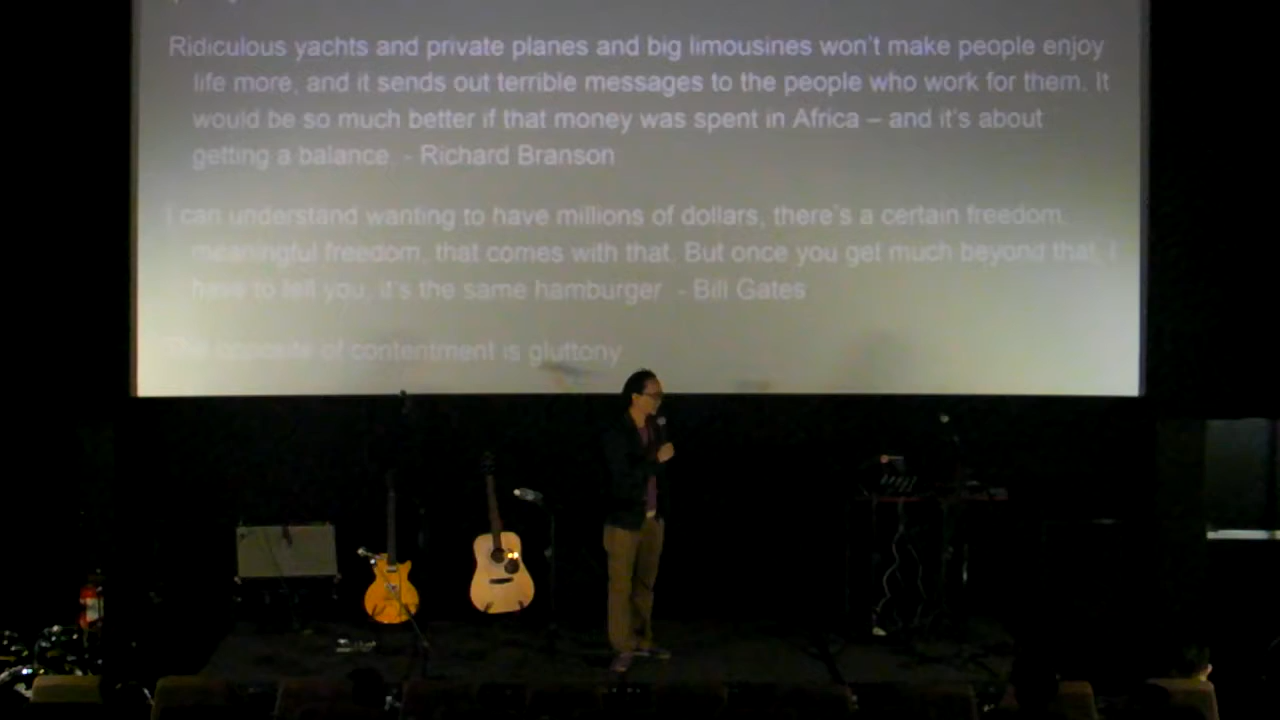 Ridiculous yachts and private planes and big limousines won't make people enjoy
life more, and it sends out terrible messages to the people who work for them. It
would be so much better if that money was spent in Africa – and it's about
getting a balance. - Richard Branson
I can understand wanting to have millions of dollars, there's a certain freedom,
meaningful freedom, that comes with that. But once you get much beyond that, I
have to tell you, it's the same hamburger. - Bill Gates
opposite of contentment is gluttony